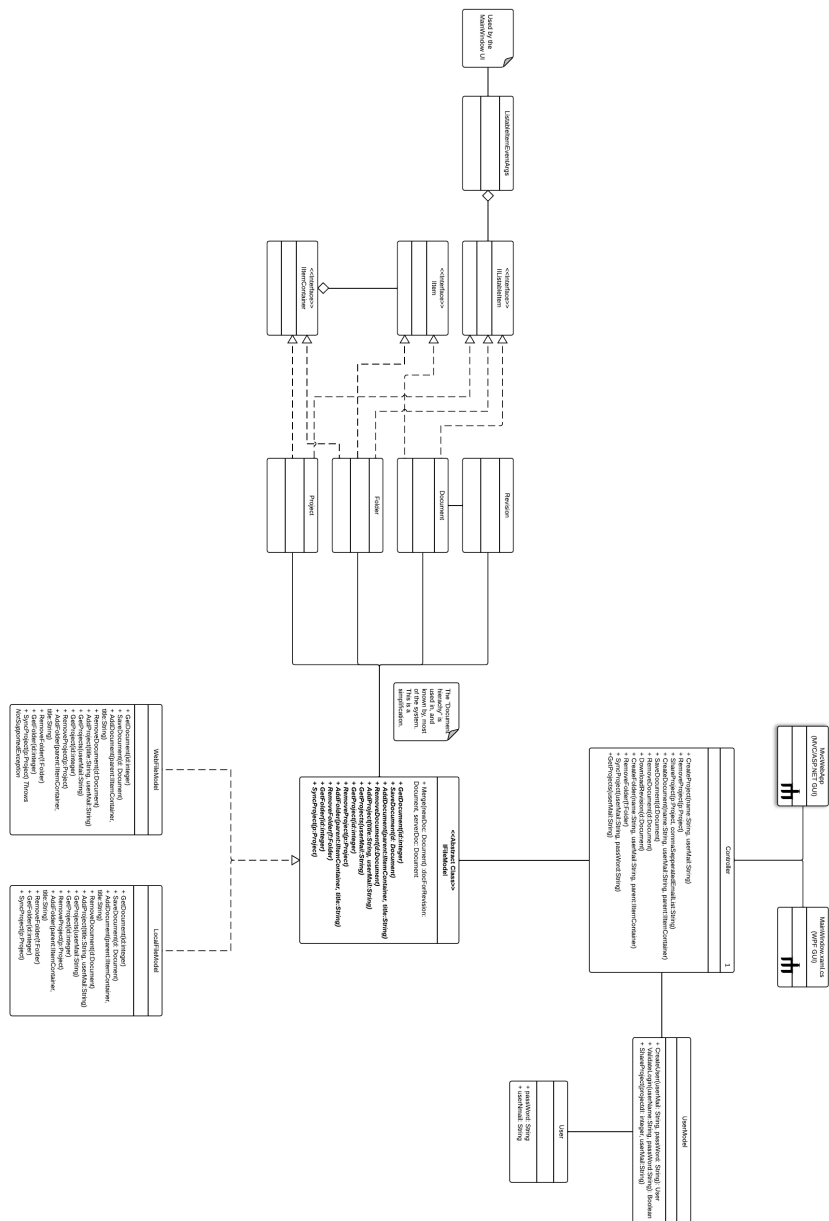 MvcWebApp
(MVC/ASP.NET GUI)
MainWindow.xaml.cs
(WPF GUI)
Controller
1
+ CreateProject(name:String, userMail:String)
+ RemoveProject(p:Project)
+ ShareProject(p:Project, commaSepperatedEmailList:String)
+ CreateDocument(name:String, userMail:String, parent:IItemContainer)
+ SaveDocument(d:Document)
+ RemoveDocument(d:Document)
+ DownloadRevision(d:Document)
+ CreateFolder(name:String, userMail:String, parent:IItemContainer)
+ RemoveFolder(f:Folder)
+ SyncProject(userMail:String, passWord:String)
+GetProjects(userMail:String)
UserModel
+ CreateUser(userMail: String, passWord: String): User
+ ValidateLogin(userName:String, passWord:String): Boolean
+ ShareProject(projectId: integer, userMail:String)
User
+ passWord: String
+ userNmail: String
Used by the
MainWindow UI
ListableItemEventArgs
<<Interface>>
IListableItem
<<Interface>>
IItem
<<Interface>>
IItemContainer
Revision
Document
Folder
Project
The "Document
hierachy" is
used in, and
known by, most
of the system.
This is a
simplification.
<<Abstract Class>>
IFileModel
+ Merge(newDoc: Document) :docForRevision:
Document, serverDoc: Document
+ GetDocument(id:integer)
+ SaveDocument(d: Document)
+ AddDocument(parent:IItemContainer, title:String)
+ RemoveDocument(d:Document)
+ AddProject(title:String, userMail:String)
+ GetProjects(userMail:String)
+ GetProject(id:integer)
+ RemoveProject(p:Project)
+ AddFolder(parent:IItemContainer, title:String)
+ RemoveFolder(f:Folder)
+ GetFolder(id:integer)
+ SyncProject(p:Project)
WebFileModel
+ GetDocument(id:integer)
+ SaveDocument(d: Document)
+ AddDocument(parent:IItemContainer,
title:String)
+ RemoveDocument(d:Document)
+ AddProject(title:String, userMail:String)
+ GetProjects(userMail:String)
+ GetProject(id:integer)
+ RemoveProject(p:Project)
+ AddFolder(parent:IItemContainer,
title:String)
+ RemoveFolder(f:Folder)
+ GetFolder(id:integer)
+ SyncProject(p:Project) Throws
NotSupportedException
LocalFileModel
+ GetDocument(id:integer)
+ SaveDocument(d: Document)
+ AddDocument(parent:IItemContainer,
title:String)
+ RemoveDocument(d:Document)
+ AddProject(title:String, userMail:String)
+ GetProjects(userMail:String)
+ GetProject(id:integer)
+ RemoveProject(p:Project)
+ AddFolder(parent:IItemContainer,
title:String)
+ RemoveFolder(f:Folder)
+ GetFolder(id:integer)
+ SyncProject(p:Project)